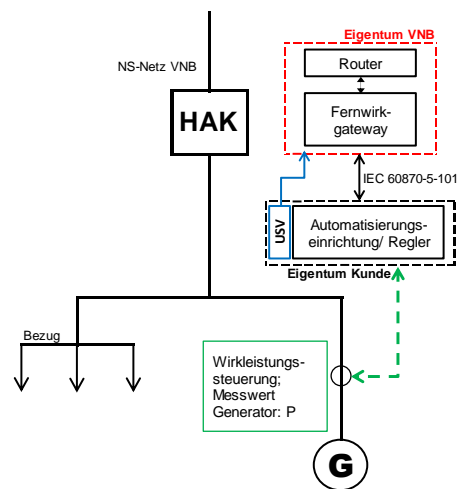 Eigentum VNB
Router
NS-Netz VNB
HAK
Fernwirk-
gateway
IEC 60870-5-101
USV
Automatisierungs-
einrichtung/ Regler
Eigentum Kunde
Bezug
Wirkleistungs-
steuerung;
Messwert
Generator: P
G